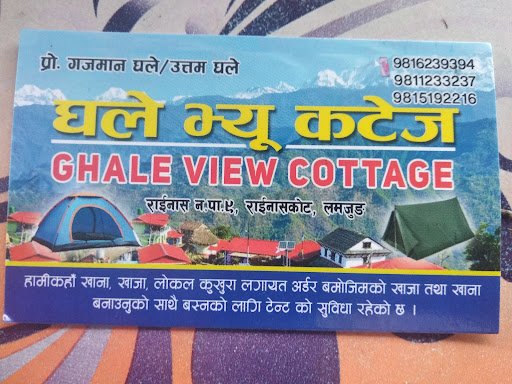 प्रो. गजमान घले/उत्तम घले
9816239394
9811233237
9815192216
घले भ्यू कटेज
GHALE VIEW COTTAGE
राईनास न.पा.९, राईनासकोट, लमजुङ
हामीकहाँ खाना, खाजा, लोकल कुखुरा लगायत अर्डर बमोजिमको खाजा तथा खाना
बनाउनुको साथै बस्नको लागि टेन्ट को सुविधा रहेको छ ।